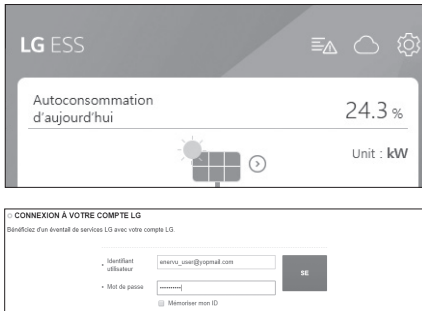 LG ESS
Autoconsommation
d'aujourd'hui
24.3 %
Unit : kW
CONNEXION À VOTRE COMPTE LG
Bénéficiez d'un éventail de services LG avec votre compte LG.
Identifiant
utilisateur
enervu_user@yopmail.com
SE
Mot de passe
Mémoriser mon ID